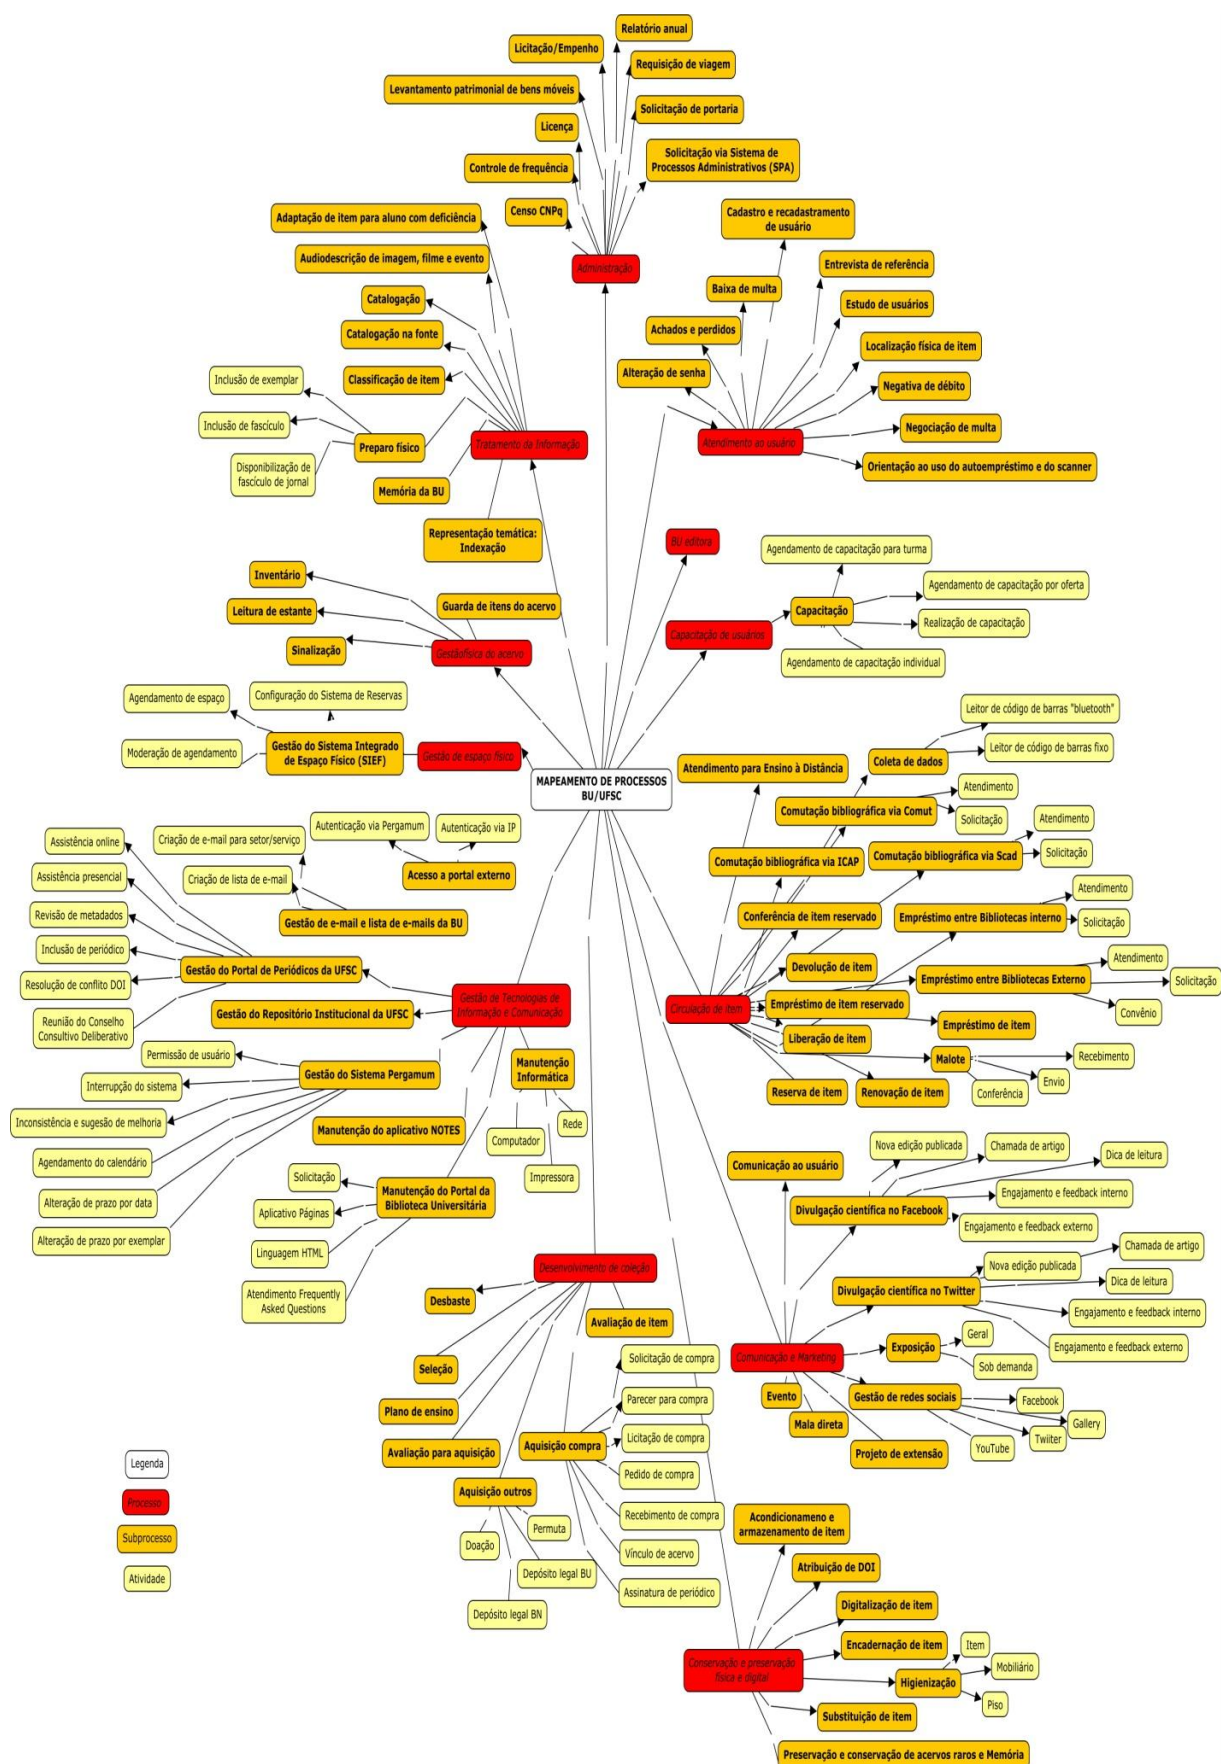 Relatório anual
Licitação/Empenho
Requisição de viagem
Levantamento patrimonial de bens móveis
Solicitação de portaria
Licença
Solicitação via Sistema de
Processos Administrativos (SPA)
Controle de frequência
Censo CNPq
Administração
Adaptação de item para aluno com deficiência
Audiodescrição de imagem, filme e evento
Catalogação
Catalogação na fonte
Classificação de item
Inclusão de exemplar
Inclusão de fascículo
Disponibilização de
fascículo de jornal
Preparo físico
Memória da BU
Representação temática:
Indexação
Tratamento da Informação
Cadastro e recadastramento
de usuário
Entrevista de referência
Baixa de multa
Estudo de usuários
Achados e perdidos
Localização física de item
Alteração de senha
Negativa de débito
Negociação de multa
Atendimento ao usuário
Orientação ao uso do autoempréstimo e do scanner
BU editora
Agendamento de capacitação para turma
Agendamento de capacitação por oferta
Capacitação
Realização de capacitação
Capacitação de usuários
Agendamento de capacitação individual
Inventário
Guarda de itens do acervo
Leitura de estante
Sinalização
Gestãofísica do acervo
Agendamento de espaço
Configuração do Sistema de Reservas
Moderação de agendamento
Gestão do Sistema Integrado
de Espaço Físico (SIEF)
Gestão de espaço físico
MAPEAMENTO DE PROCESSOS
BU/UFSC
Leitor de código de barras "bluetooth"
Leitor de código de barras fixo
Coleta de dados
Atendimento para Ensino à Distância
Atendimento
Comutação bibliográfica via Comut
Solicitação
Atendimento
Comutação bibliográfica via Scad
Solicitação
Comutação bibliográfica via ICAP
Atendimento
Empréstimo entre Bibliotecas interno
Solicitação
Conferência de item reservado
Atendimento
Devolução de item
Empréstimo entre Bibliotecas Externo
Solicitação
Convênio
Circulação de item
Empréstimo de item reservado
Empréstimo de item
Liberação de item
Malote
Recebimento
Envio
Conferência
Reserva de item
Renovação de item
Assistência online
Criação de e-mail para setor/serviço
Autenticação via Pergamum
Autenticação via IP
Assistência presencial
Criação de lista de e-mail
Acesso a portal externo
Revisão de metadados
Gestão de e-mail e lista de e-mails da BU
Inclusão de periódico
Gestão do Portal de Periódicos da UFSC
Resolução de conflito DOI
Reunião do Conselho
Consultivo Deliberativo
Gestão do Repositório Institucional da UFSC
Gestão de Tecnologias de
Informação e Comunicação
Permissão de usuário
Gestão do Sistema Pergamum
Interrupção do sistema
Inconsistência e sugesão de melhoria
Agendamento do calendário
Alteração de prazo por data
Alteração de prazo por exemplar
Manutenção
Informática
Rede
Computador
Impressora
Manutenção do aplicativo NOTES
Solicitação
Manutenção do Portal da
Biblioteca Universitária
Aplicativo Páginas
Linguagem HTML
Atendimento Frequently
Asked Questions
Nova edição publicada
Chamada de artigo
Dica de leitura
Comunicação ao usuário
Engajamento e feedback interno
Divulgação científica no Facebook
Engajamento e feedback externo
Chamada de artigo
Nova edição publicada
Dica de leitura
Divulgação científica no Twitter
Engajamento e feedback interno
Engajamento e feedback externo
Geral
Exposição
Sob demanda
Comunicação e Marketing
Evento
Gestão de redes sociais
Facebook
Gallery
Twiiter
YouTube
Mala direta
Projeto de extensão
Desenvolvimento de coleção
Desbaste
Avaliação de item
Seleção
Plano de ensino
Avaliação para aquisição
Solicitação de compra
Parecer para compra
Aquisição compra
Licitação de compra
Pedido de compra
Recebimento de compra
Vínculo de acervo
Assinatura de periódico
Aquisição outros
Doação
Permuta
Depósito legal BU
Depósito legal BN
Legenda
Processo
Subprocesso
Atividade
Acondicionameno e
armazenamento de item
Atribuição de DOI
Digitalização de item
Encadernação de item
Conservação e preservação
física e digital
Item
Higienização
Mobiliário
Piso
Substituição de item
Preservação e conservação de acervos raros e Memória